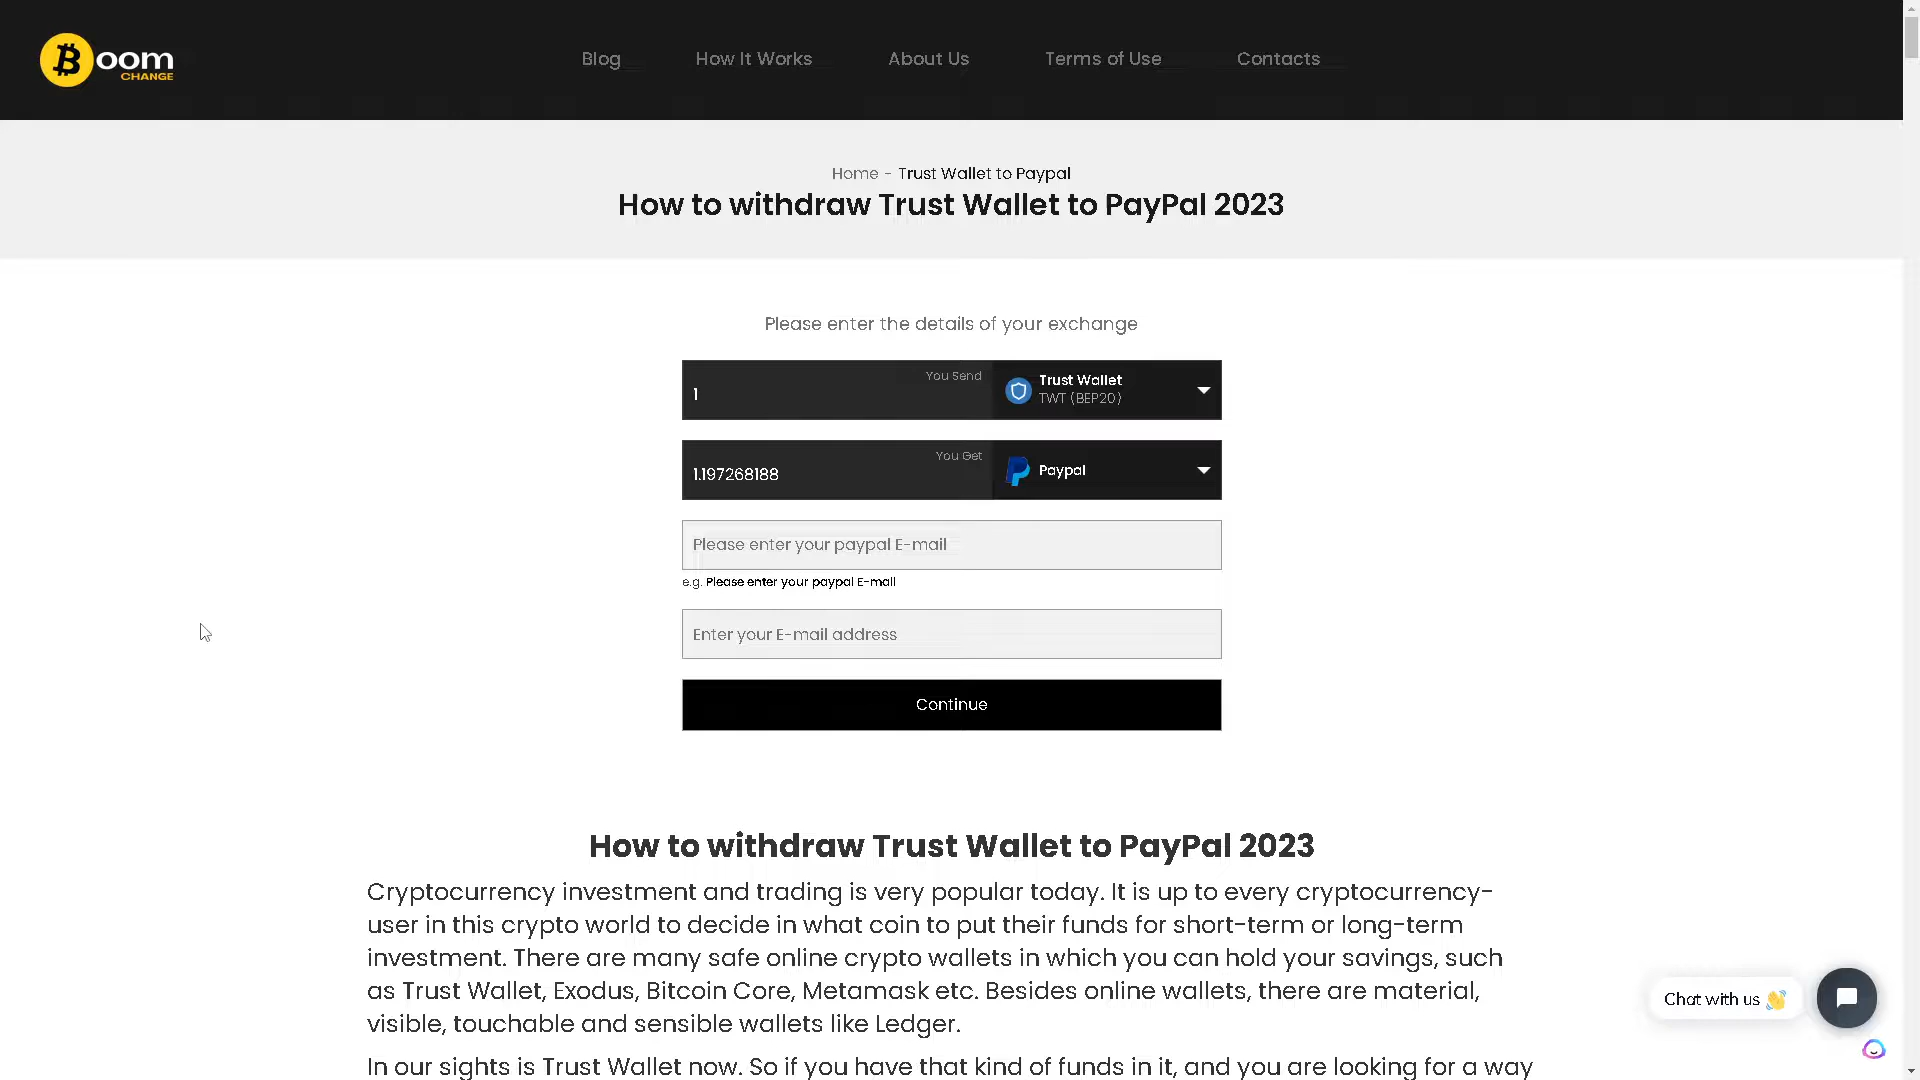 Boom
CHANGE
Blog
How It Works
About Us
Terms of Use
Contacts
Home - Trust Wallet to Paypal
How to withdraw Trust Wallet to PayPal 2023
Please enter the details of your exchange
You Send
1
Trust Wallet
TWT (BEP20)
You Get
1.197268188
Paypal
Please enter your paypal E-mail
e.g. Please enter your paypal E-mail
Enter your E-mail address
Continue
How to withdraw Trust Wallet to PayPal 2023
Cryptocurrency investment and trading is very popular today. It is up to every cryptocurrency-
user in this crypto world to decide in what coin to put their funds for short-term or long-term
investment. There are many safe online crypto wallets in which you can hold your savings, such
as Trust Wallet, Exodus, Bitcoin Core, Metamask etc. Besides online wallets, there are material,
visible, touchable and sensible wallets like Ledger.
In our sights is Trust Wallet now. So if you have that kind of funds in it, and you are looking for a way
Chat with us 👋